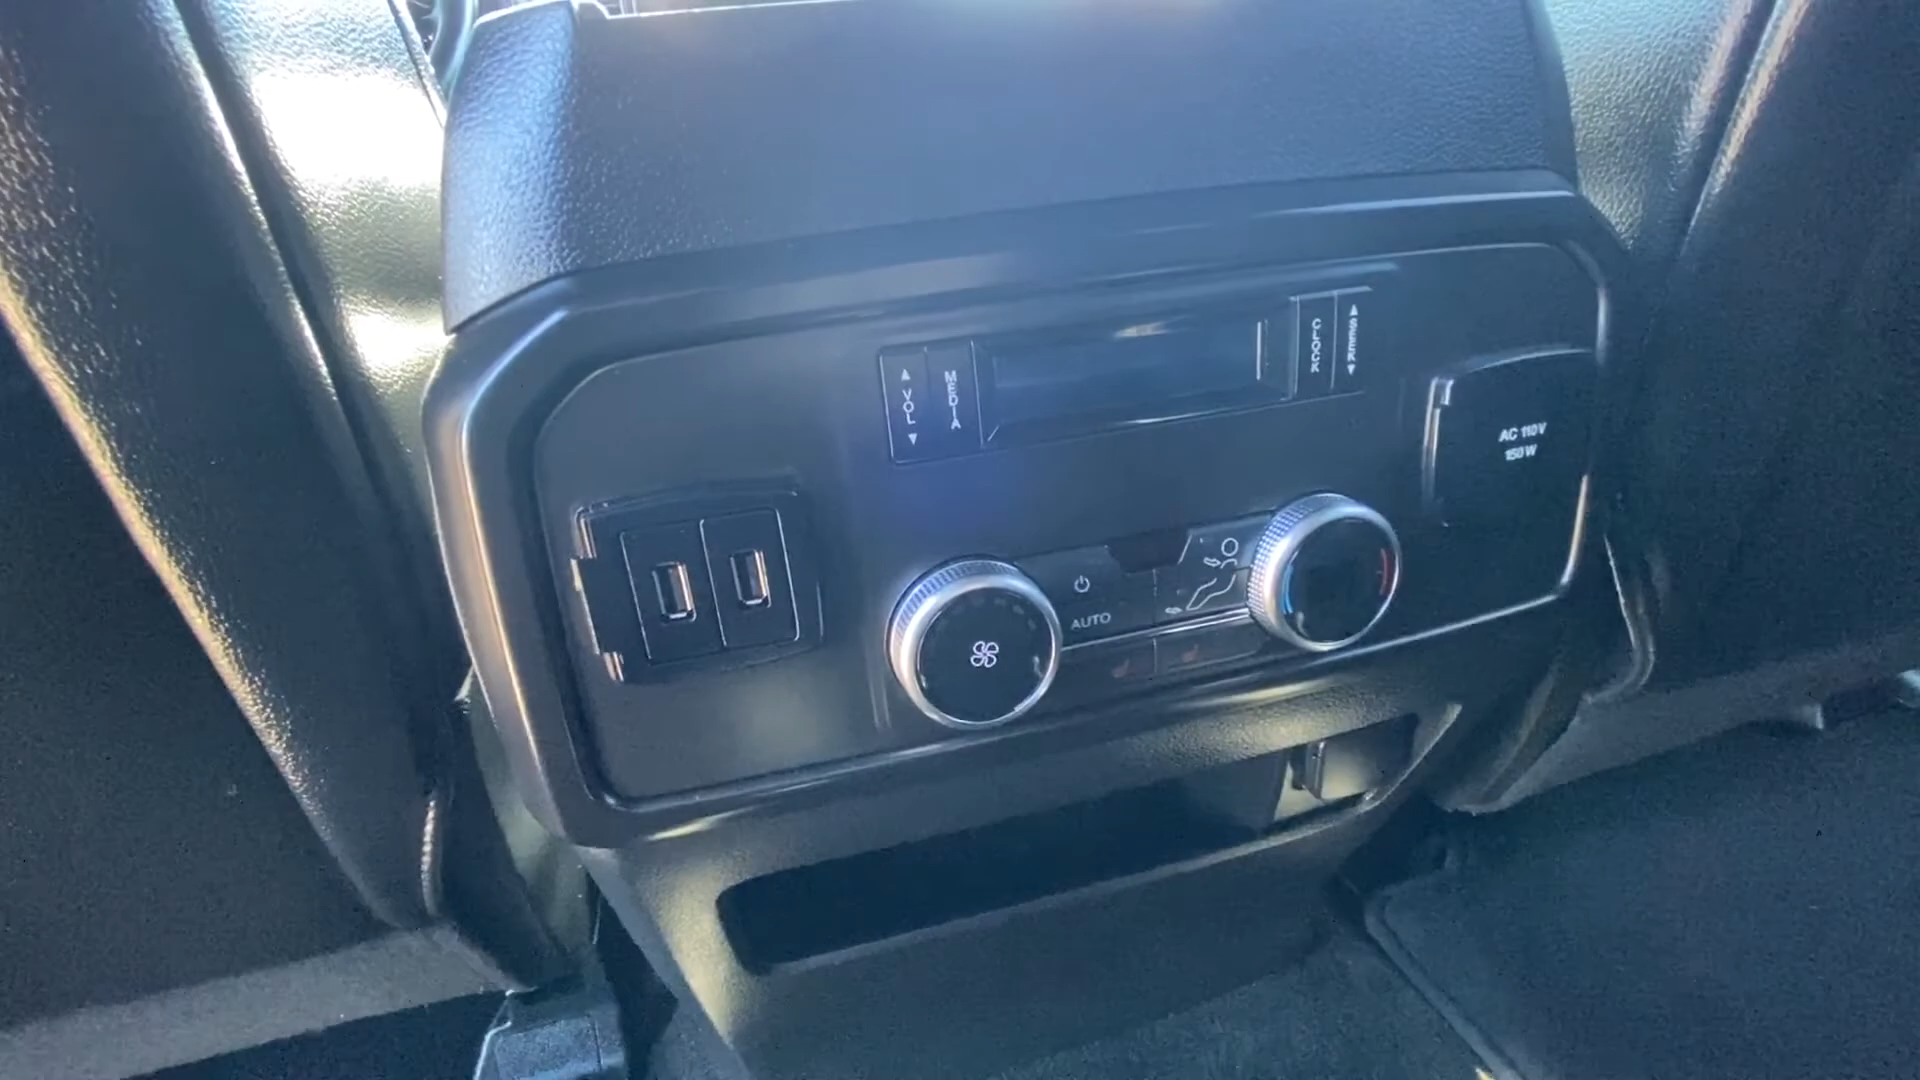 ▲ VOL ▼
MEDIA
CLOCK
▲ SEEK ▼
AC 110V
150W
AUTO